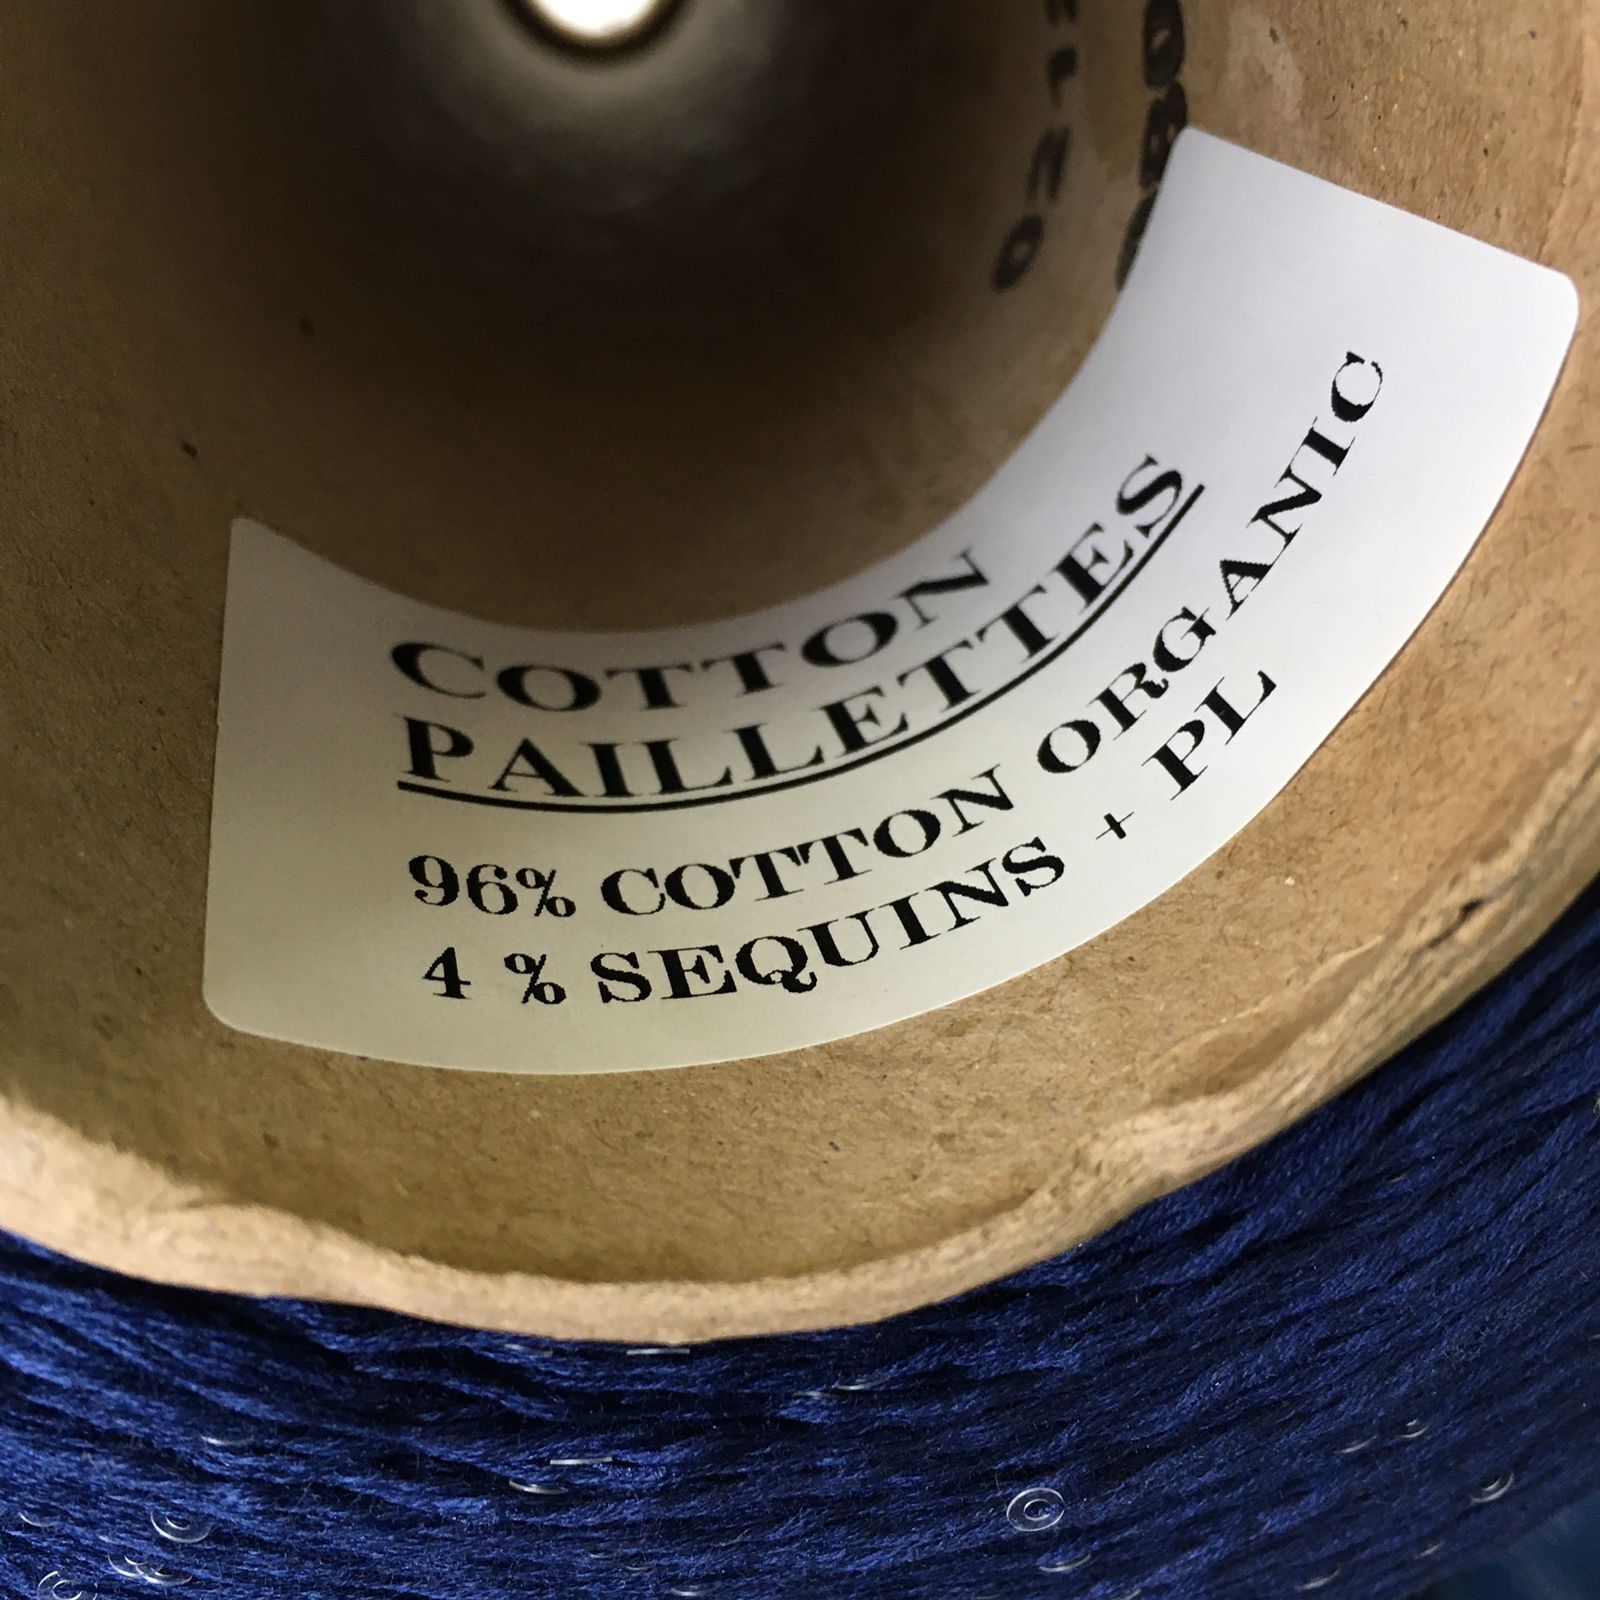 COTTON
PAILLETTES
96% COTTON ORGANIC
4 % SEQUINS + PL